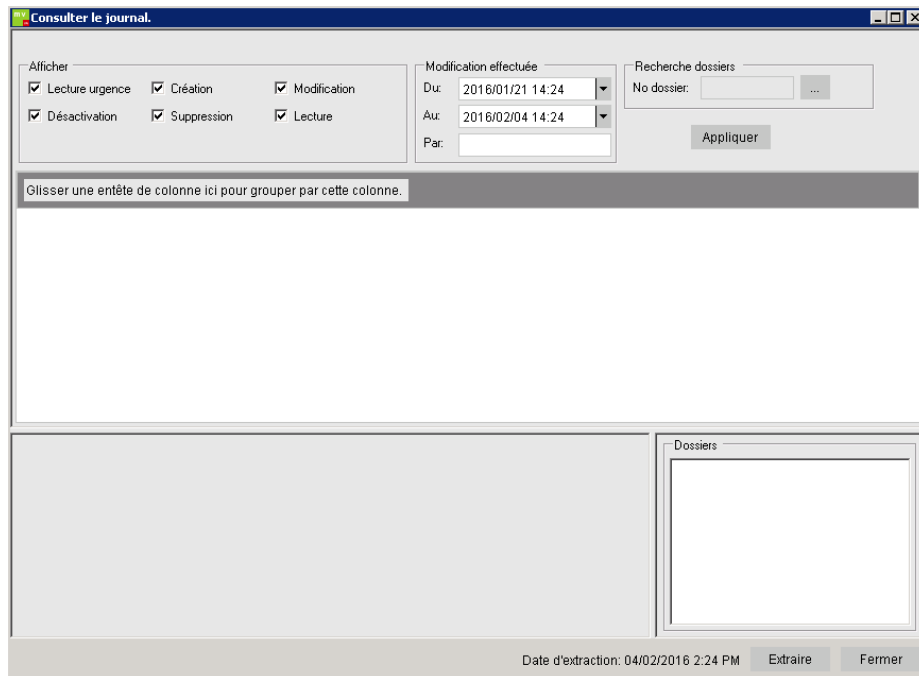 mv Consulter le journal.
Afficher
Lecture urgence Création Modification
Désactivation Suppression Lecture
Modification effectuée
Du: 2016/01/21 14:24
Au: 2016/02/04 14:24
Par:
Recherche dossiers
No dossier: ...
Appliquer
Glisser une entête de colonne ici pour grouper par cette colonne.
Dossiers
Date d'extraction: 04/02/2016 2:24 PM Extraire Fermer